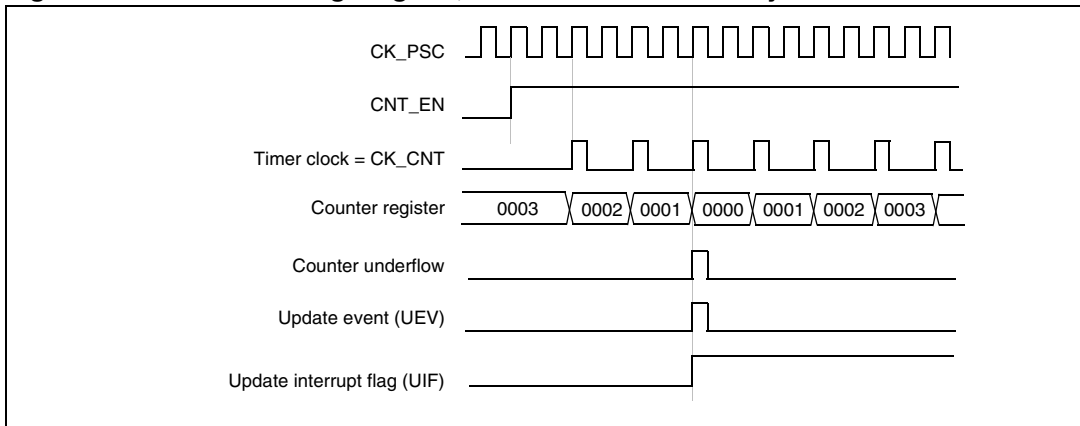 CK_PSC
CNT_EN
Timer clock = CK_CNT
Counter register 0003 0002 0001 0000 0001 0002 0003
Counter underflow
Update event (UEV)
Update interrupt flag (UIF)